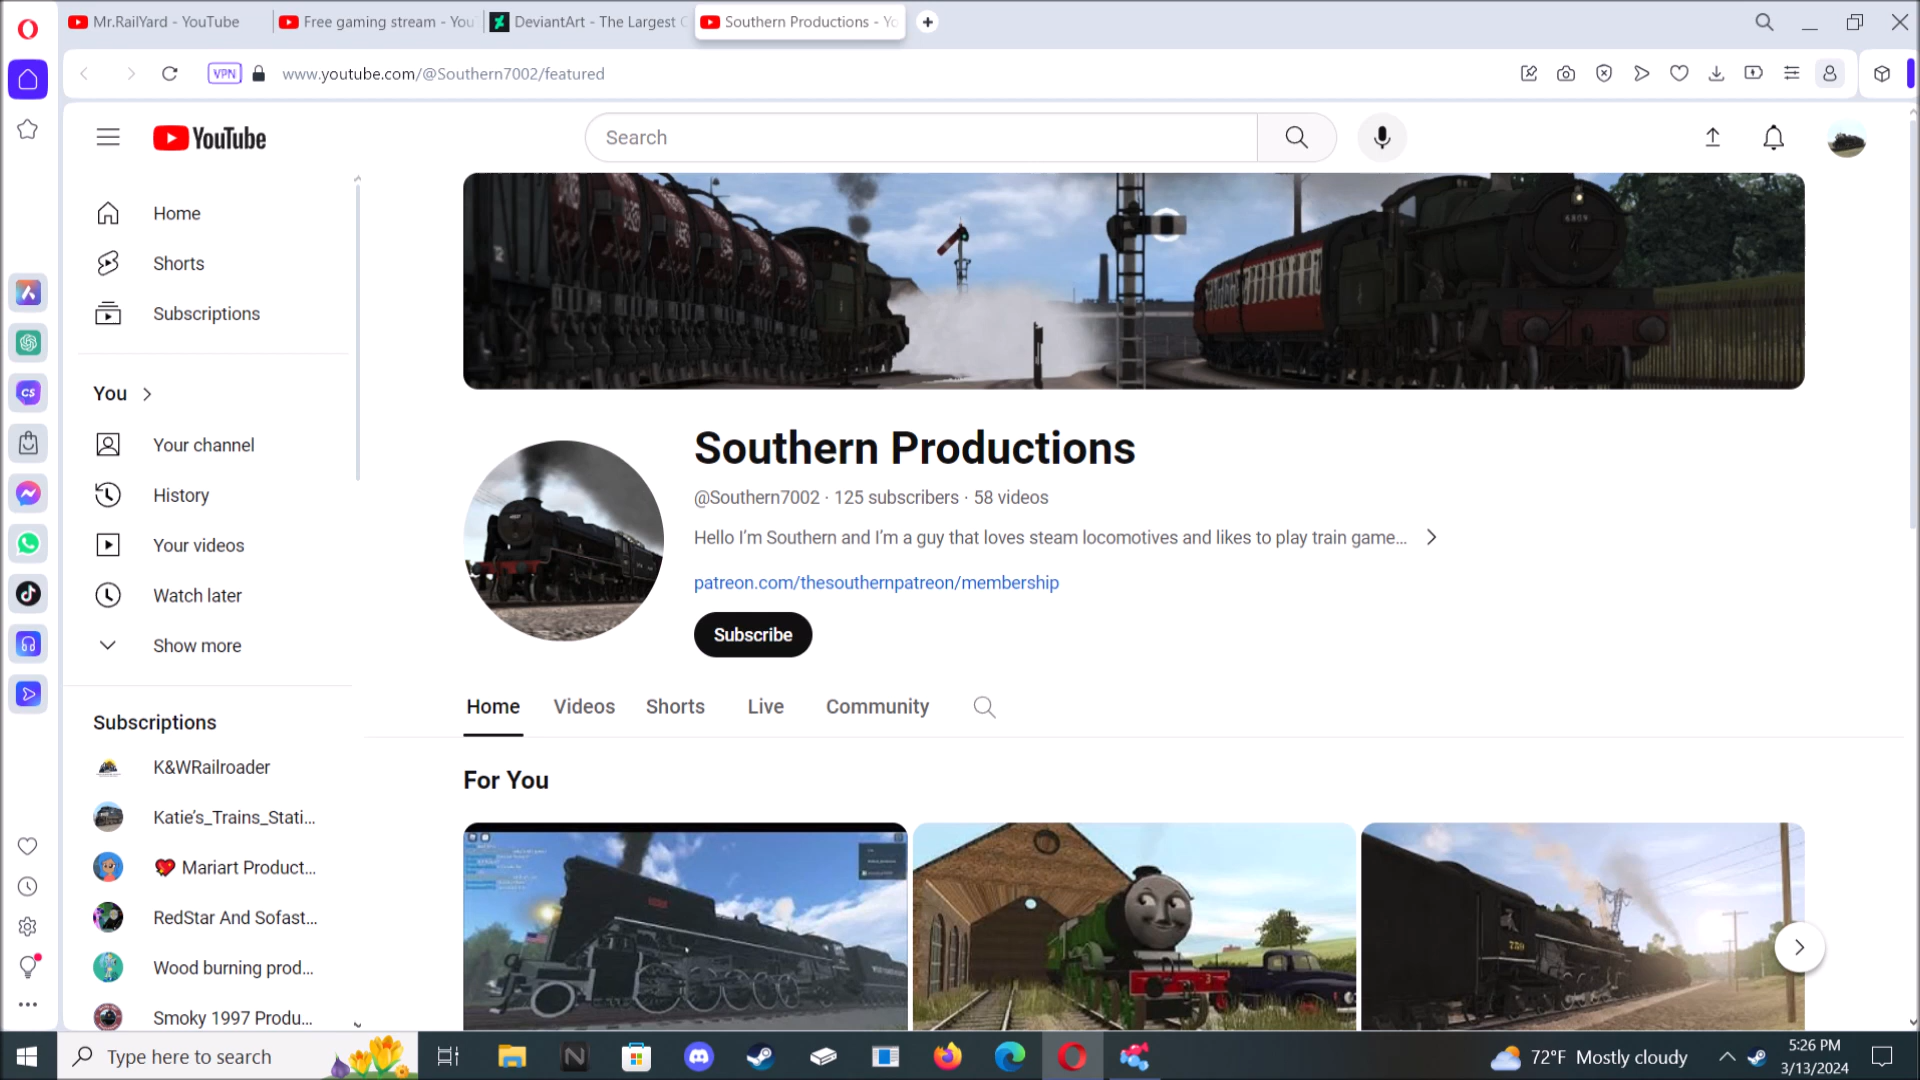 Mr.RailYard - YouTube
Free gaming stream - You
DeviantArt - The Largest
Southern Productions - Yo
VPN
www.youtube.com/@Southern7002/featured
YouTube
Search
Home
Shorts
Subscriptions
You
Your channel
History
Your videos
Watch later
Show more
Subscriptions
K&WRailroader
Katie's_Trains_Stati...
Mariart Product...
RedStar And Sofast...
Wood burning prod...
Smoky 1997 Produ...
CS
6809
Southern Productions
@Southern7002 · 125 subscribers · 58 videos
Hello I'm Southern and I'm a guy that loves steam locomotives and likes to play train game...
patreon.com/thesouthernpatreon/membership
Subscribe
Home
Videos
Shorts
Live
Community
For You
3
759
Type here to search
72°F Mostly cloudy
5:26 PM
3/13/2024